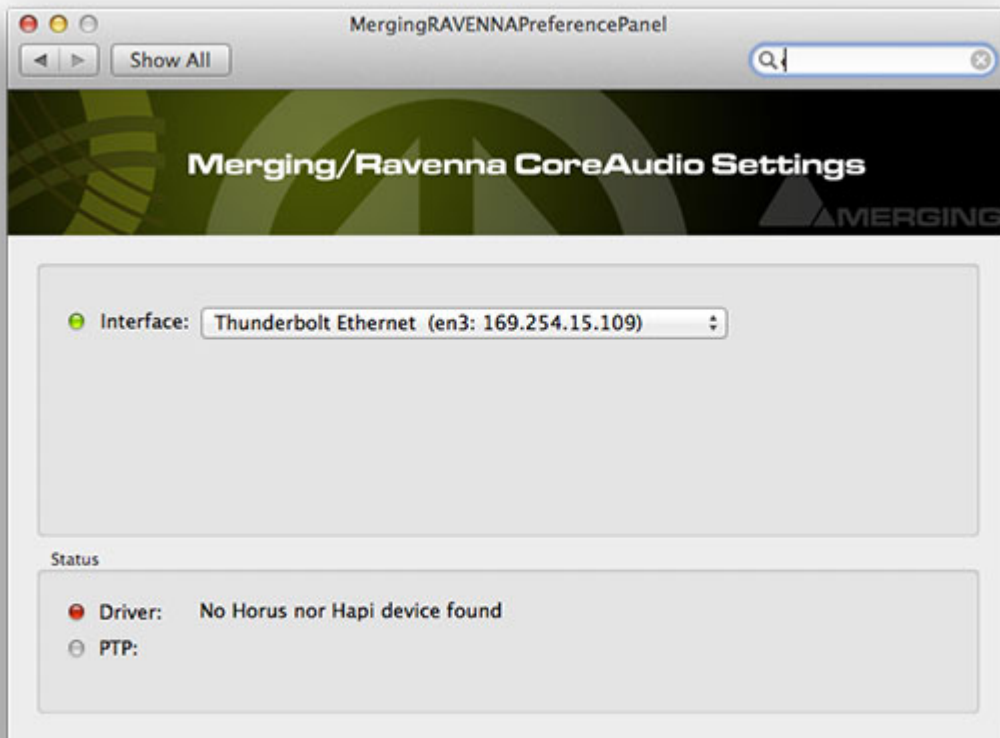 MergingRAVENNAPreferencePanel
Show All
Merging/Ravenna CoreAudio Settings
MERGING
Interface: Thunderbolt Ethernet (en3: 169.254.15.109)
Status
Driver: No Horus nor Hapi device found
PTP: